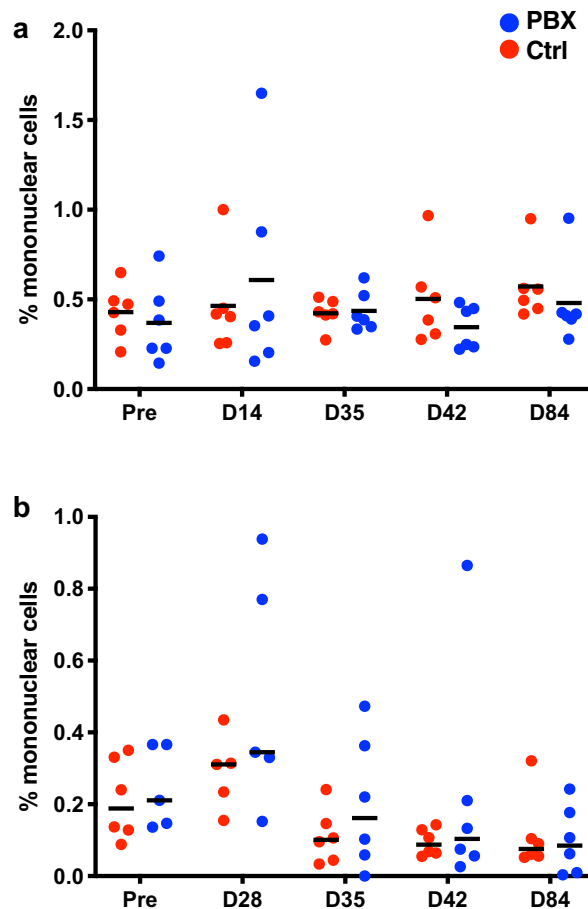 a
PBX
Ctrl
% mononuclear cells
2.0
1.5
1.0
0.5
0.0
Pre D14 D35 D42 D84
b
% mononuclear cells
1.0
0.8
0.6
0.4
0.2
0.0
Pre D28 D35 D42 D84